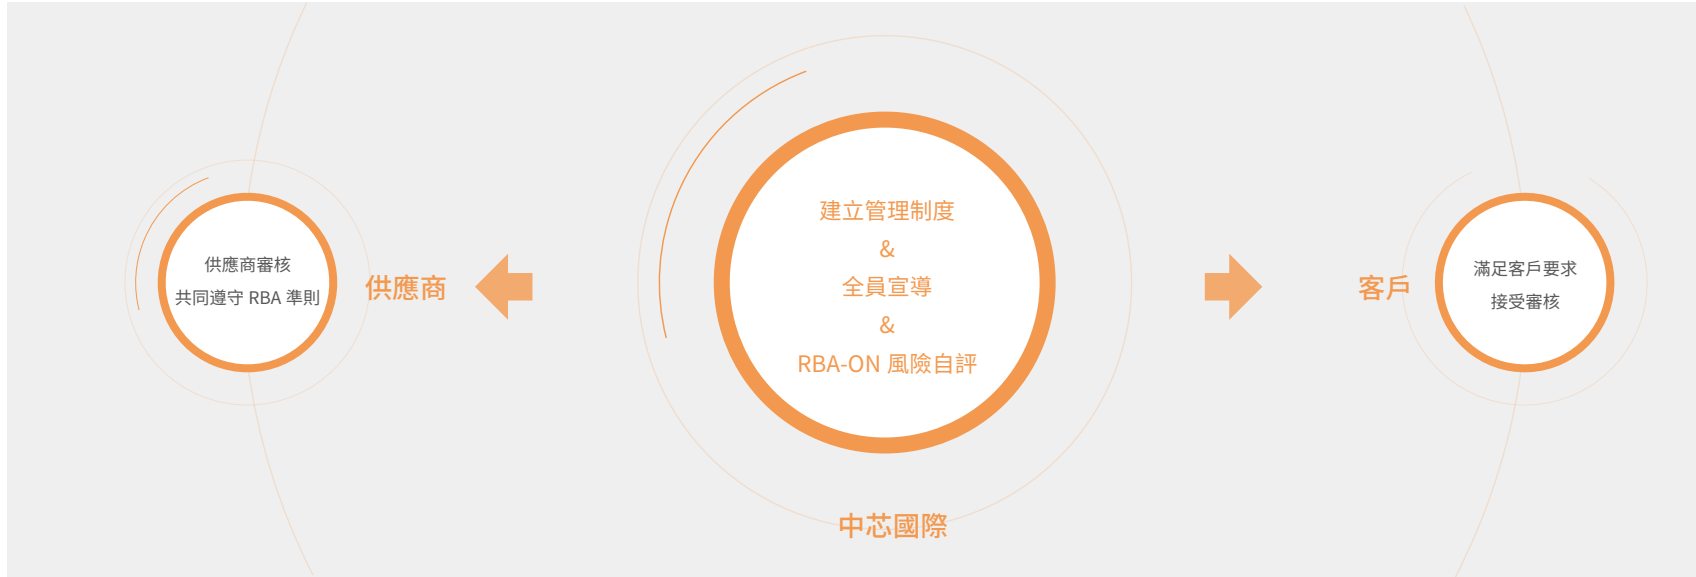 供應商審核
共同遵守 RBA 準則
供應商
建立管理制度
&
全員宣導
&
RBA-ON 風險自評
中芯國際
客戶
滿足客戶要求
接受審核